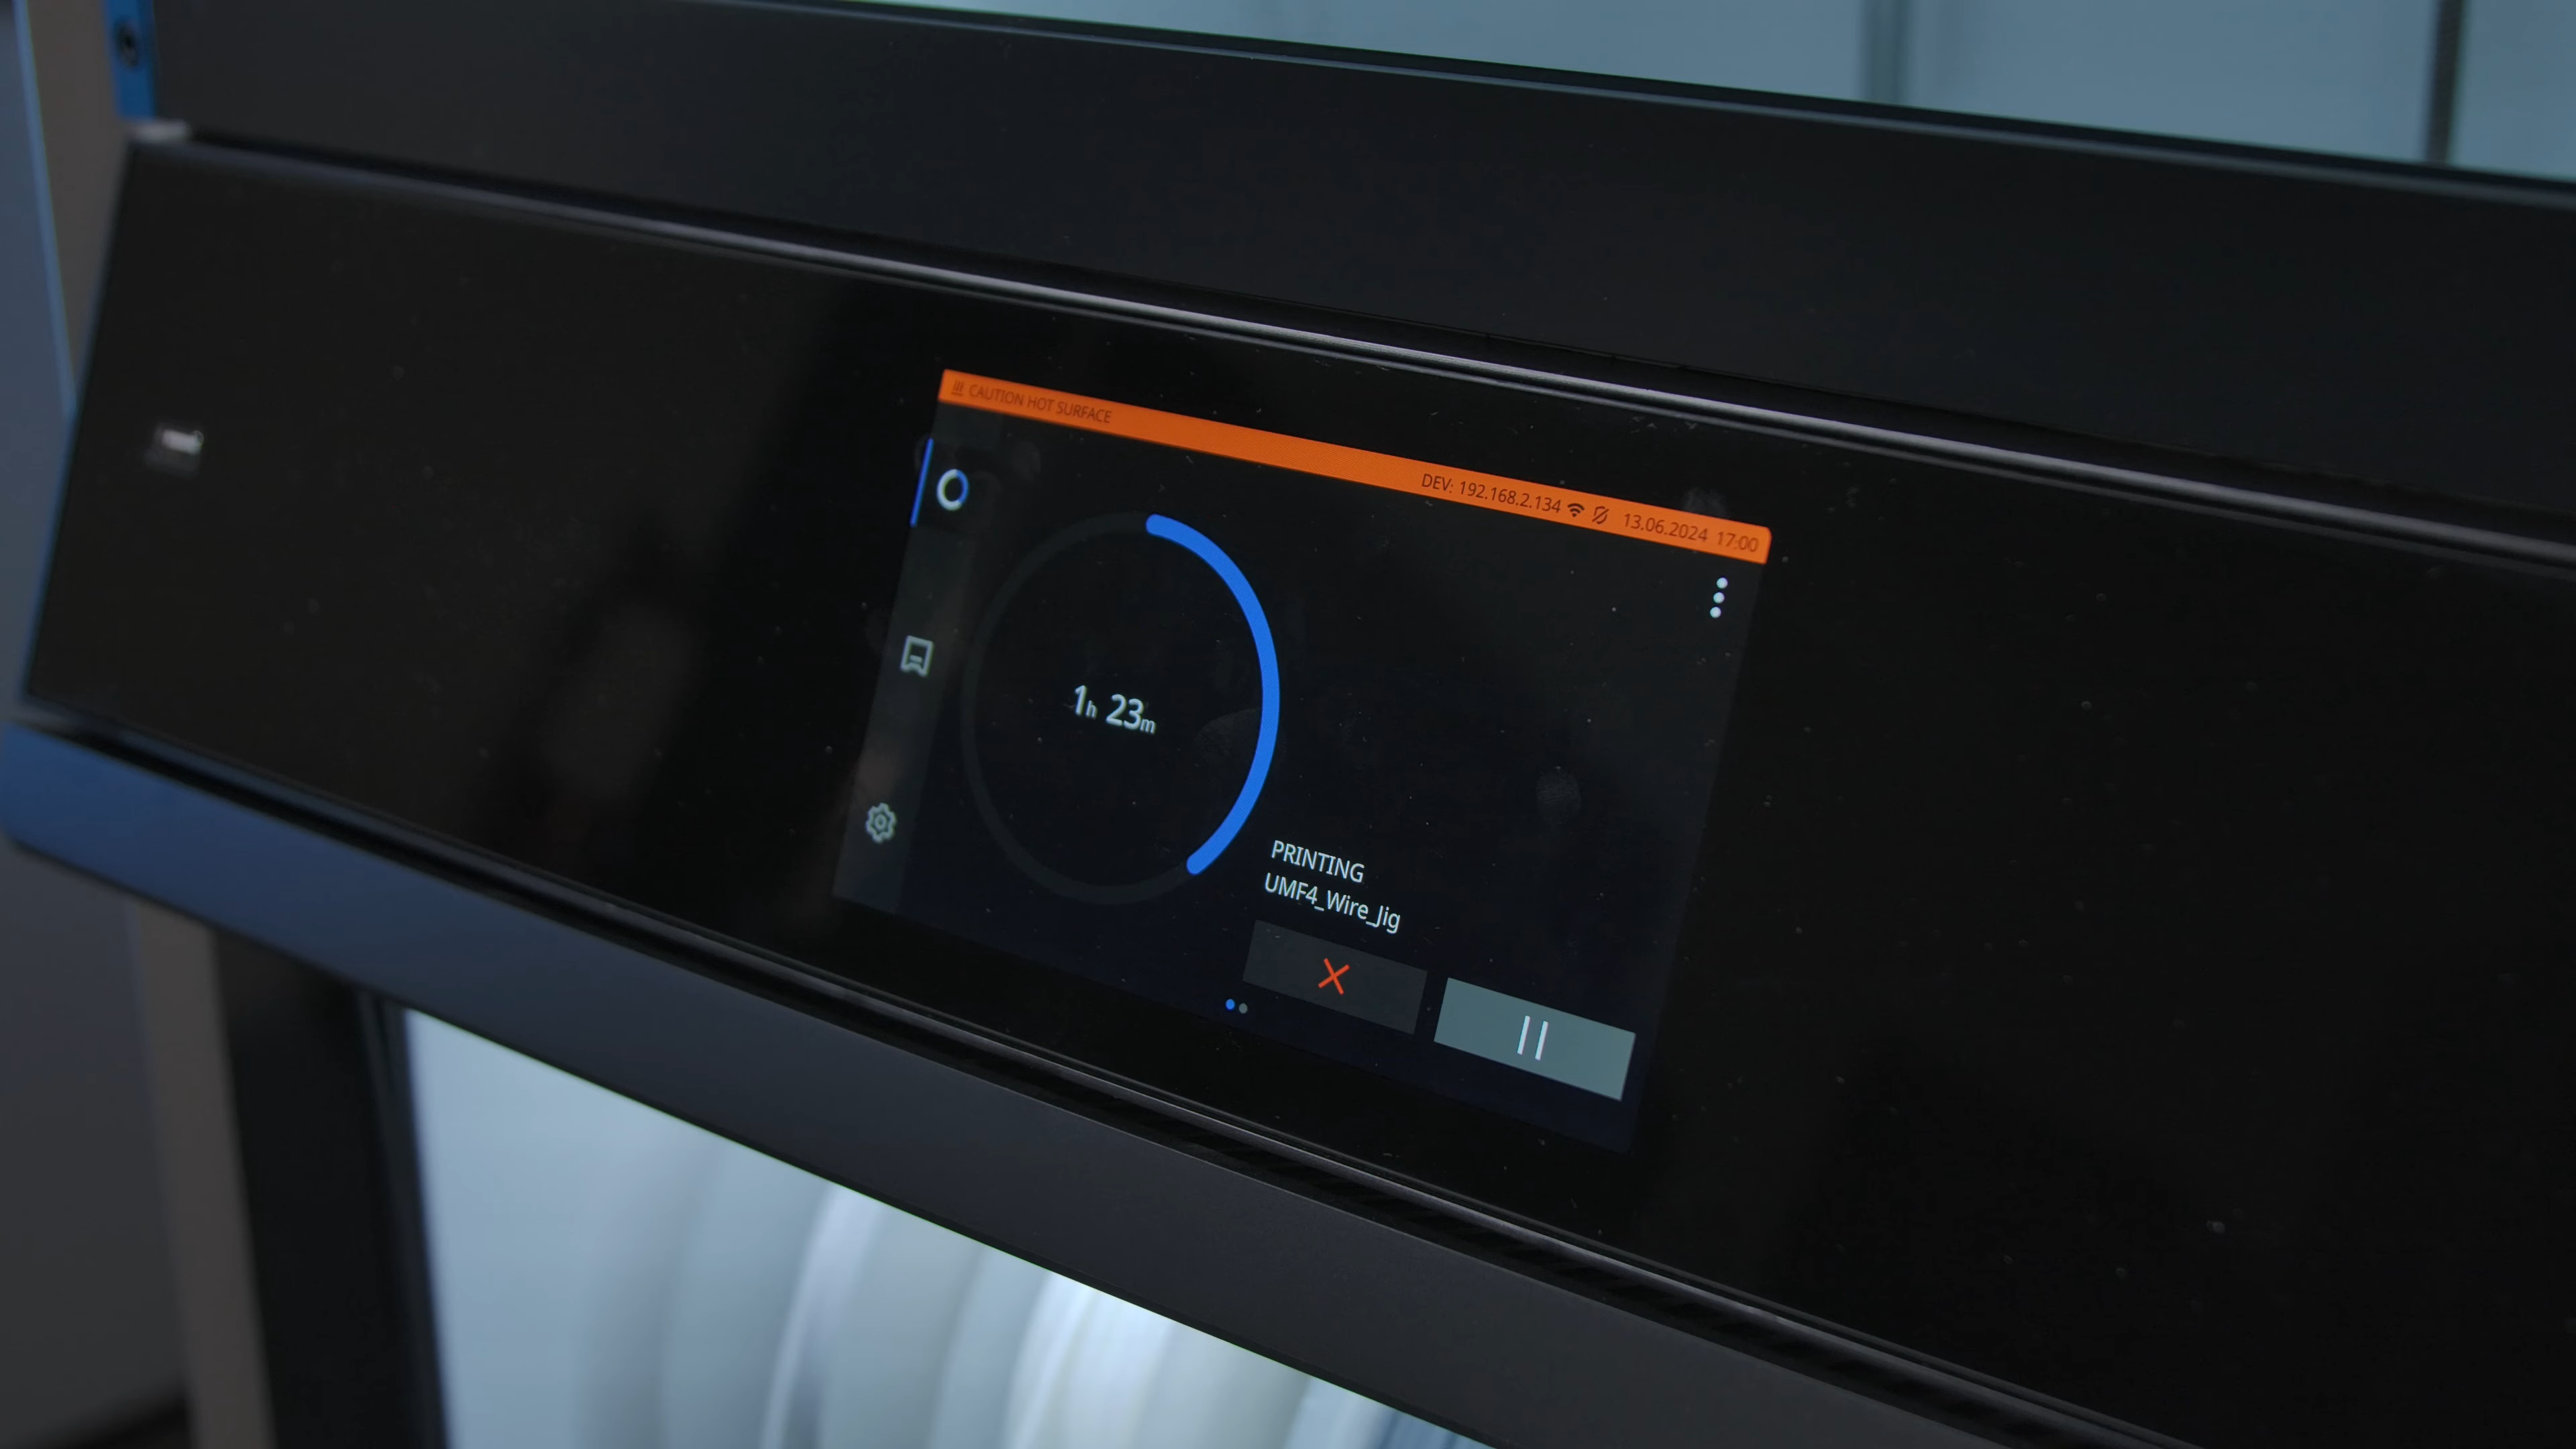 CAUTION HOT SURFACE
DEV: 192.168.2.134 13.06.2024 17:00
1h 23m
PRINTING
UMF4_Wire_Jig